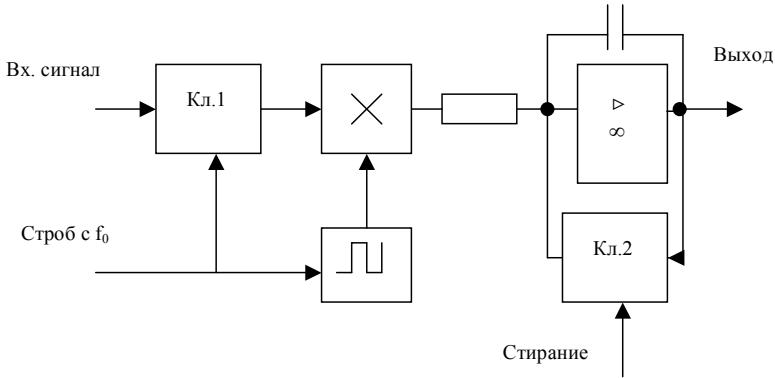 Выход
Вх. сигнал
Кл.1
▷
∞
Строб с f₀
Кл.2
Стирание